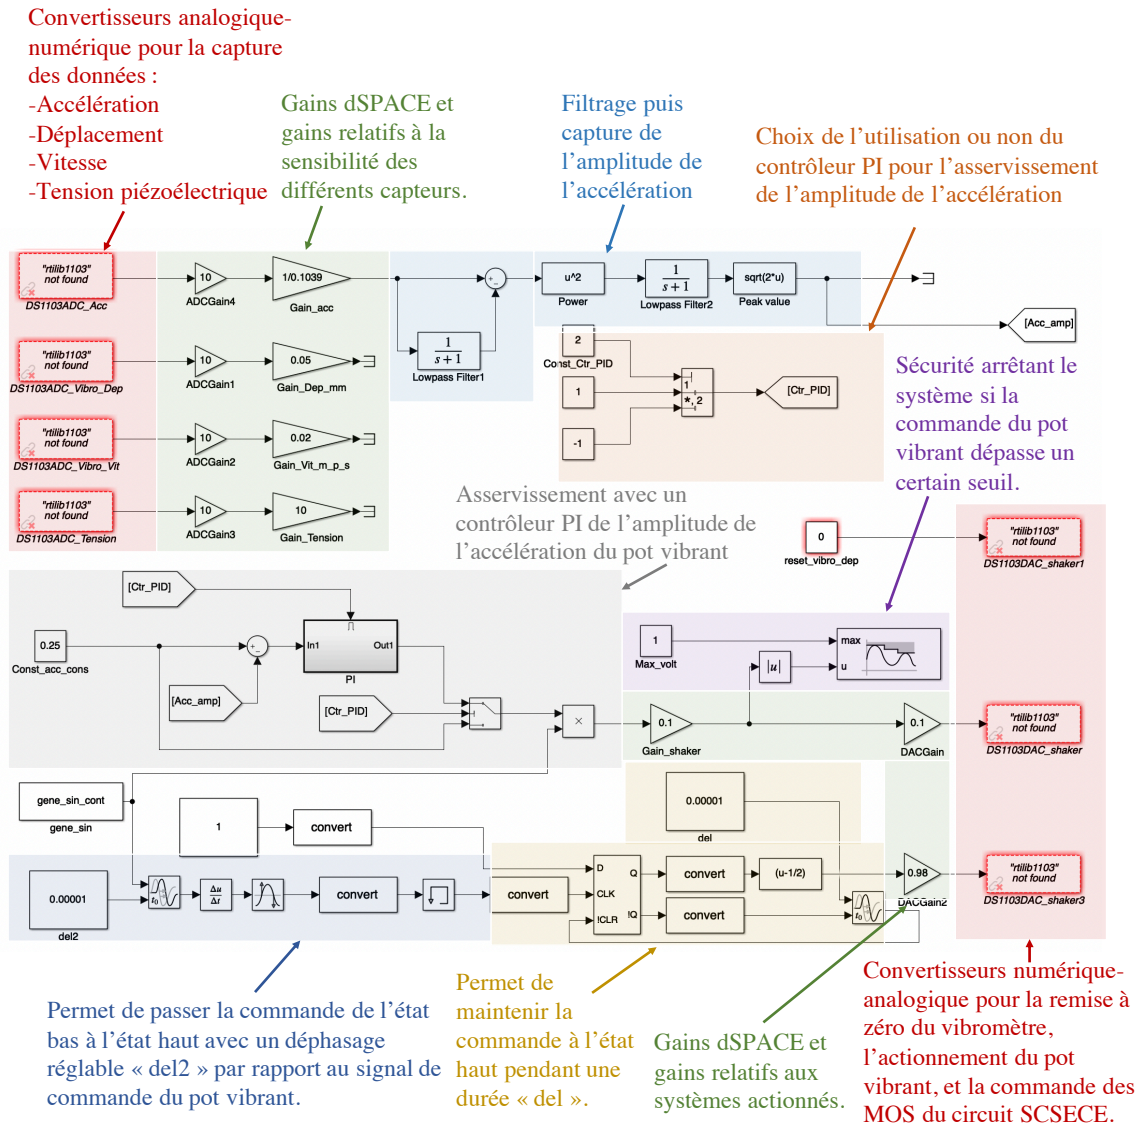 Convertisseurs analogique-
numérique pour la capture
des données :
-Accélération
-Déplacement
-Vitesse
-Tension piézoélectrique
Gains dSPACE et
gains relatifs à la
sensibilité des
différents capteurs.
Filtrage puis
capture de
l’amplitude de
l’accélération
Choix de l’utilisation ou non du
contrôleur PI pour l’asservissement
de l’amplitude de l’accélération
"rtilib1103"
not found
DS1103ADC_Acc
10
ADCGain4
1/0.1039
Gain_acc
1
s+1
Lowpass Filter1
+
-
u^2
Power
1
s+1
Lowpass Filter2
sqrt(2*u)
Peak value
[Acc_amp]
"rtilib1103"
not found
DS1103ADC_Vibro_Dep
10
ADCGain1
0.05
Gain_Dep_mm
"rtilib1103"
not found
DS1103ADC_Vibro_Vit
10
ADCGain2
0.02
Gain_Vit_m_p_s
"rtilib1103"
not found
DS1103ADC_Tension
10
ADCGain3
10
Gain_Tension
2
Const_Ctr_PID
1
-1
1
*, 2
[Ctr_PID]
Sécurité arrêtant le
système si la
commande du pot
vibrant dépasse un
certain seuil.
Asservissement avec un
contrôleur PI de l’amplitude de
l’accélération du pot vibrant
0
reset_vibro_dep
"rtilib1103"
not found
DS1103DAC_shaker1
[Ctr_PID]
0.25
Const_acc_cons
+
-
In1
Out1
PI
[Acc_amp]
[Ctr_PID]
×
1
Max_volt
|u|
max
u
0.1
Gain_shaker
0.1
DACGain
"rtilib1103"
not found
DS1103DAC_shaker
gene_sin_cont
gene_sin
1
convert
0.00001
del
0.00001
del2
t0
Δu
Δt
convert
convert
D
CLK
!CLR
Q
!Q
convert
(u-1/2)
convert
t0
0.98
DACGain2
"rtilib1103"
not found
DS1103DAC_shaker3
Permet de passer la commande de l’état
bas à l’état haut avec un déphasage
réglable « del2 » par rapport au signal de
commande du pot vibrant.
Permet de
maintenir la
commande à l’état
haut pendant une
durée « del ».
Gains dSPACE et
gains relatifs aux
systèmes actionnés.
Convertisseurs numérique-
analogique pour la remise à
zéro du vibromètre,
l’actionnement du pot
vibrant, et la commande des
MOS du circuit SCSECE.